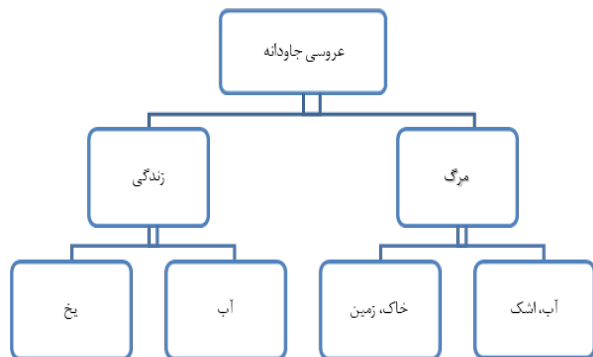 عروسی جاودانه
مرگ
زندگی
آب، اشک
خاک، زمین
آب
یخ